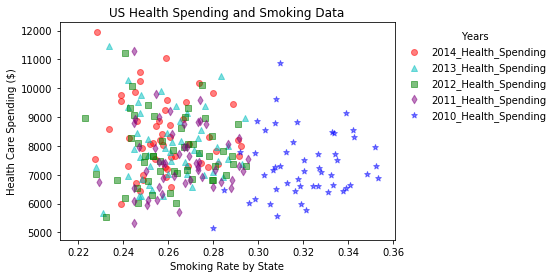 US Health Spending and Smoking Data
Years
2014_Health_Spending
2013_Health_Spending
2012_Health_Spending
2011_Health_Spending
2010_Health_Spending
Health Care Spending ($)
12000
11000
10000
9000
8000
7000
6000
5000
0.22 0.24 0.26 0.28 0.30 0.32 0.34 0.36
Smoking Rate by State